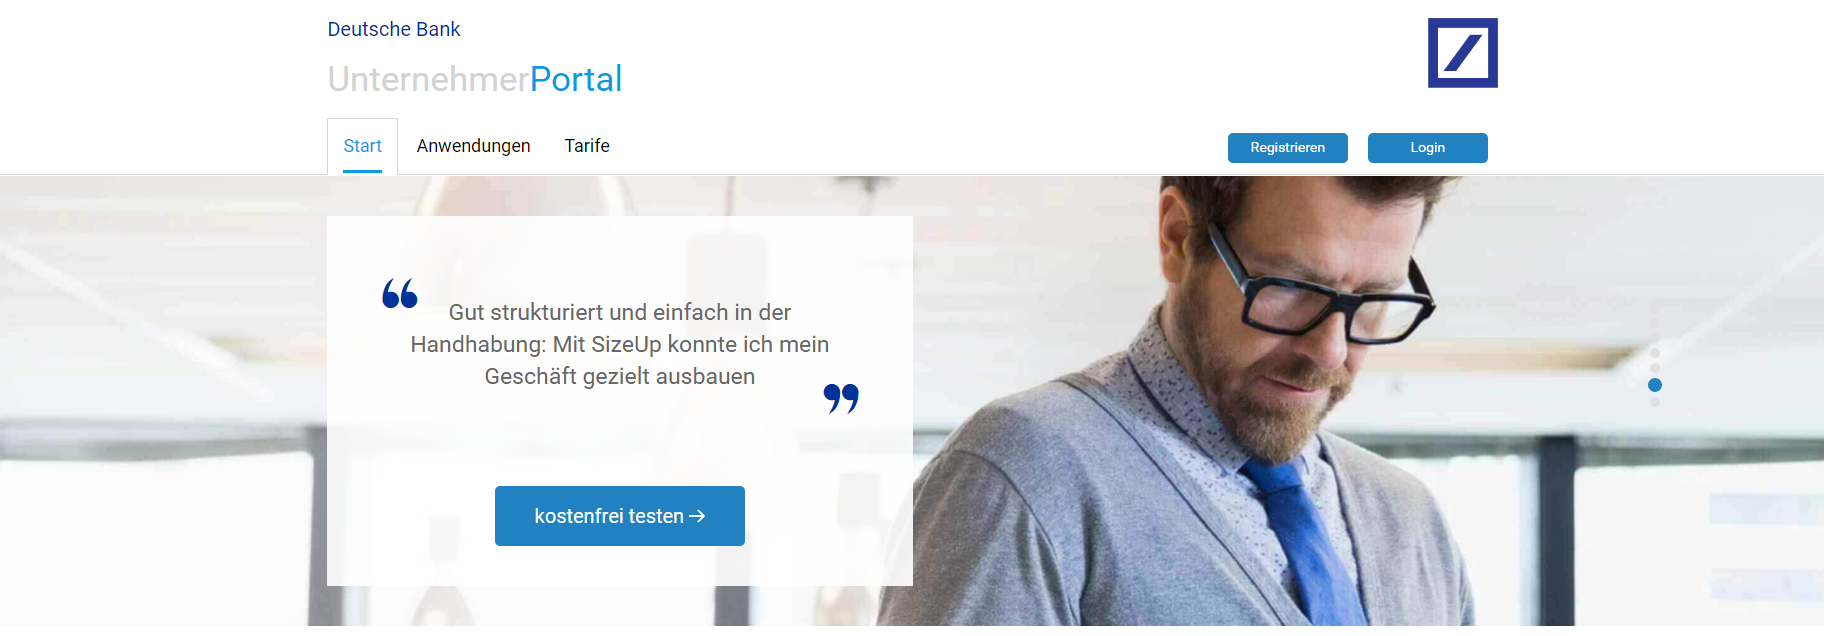 Deutsche Bank
UnternehmerPortal
Start Anwendungen Tarife Registrieren Login
“ Gut strukturiert und einfach in der
Handhabung: Mit SizeUp konnte ich mein
Geschäft gezielt ausbauen ”
kostenfrei testen →